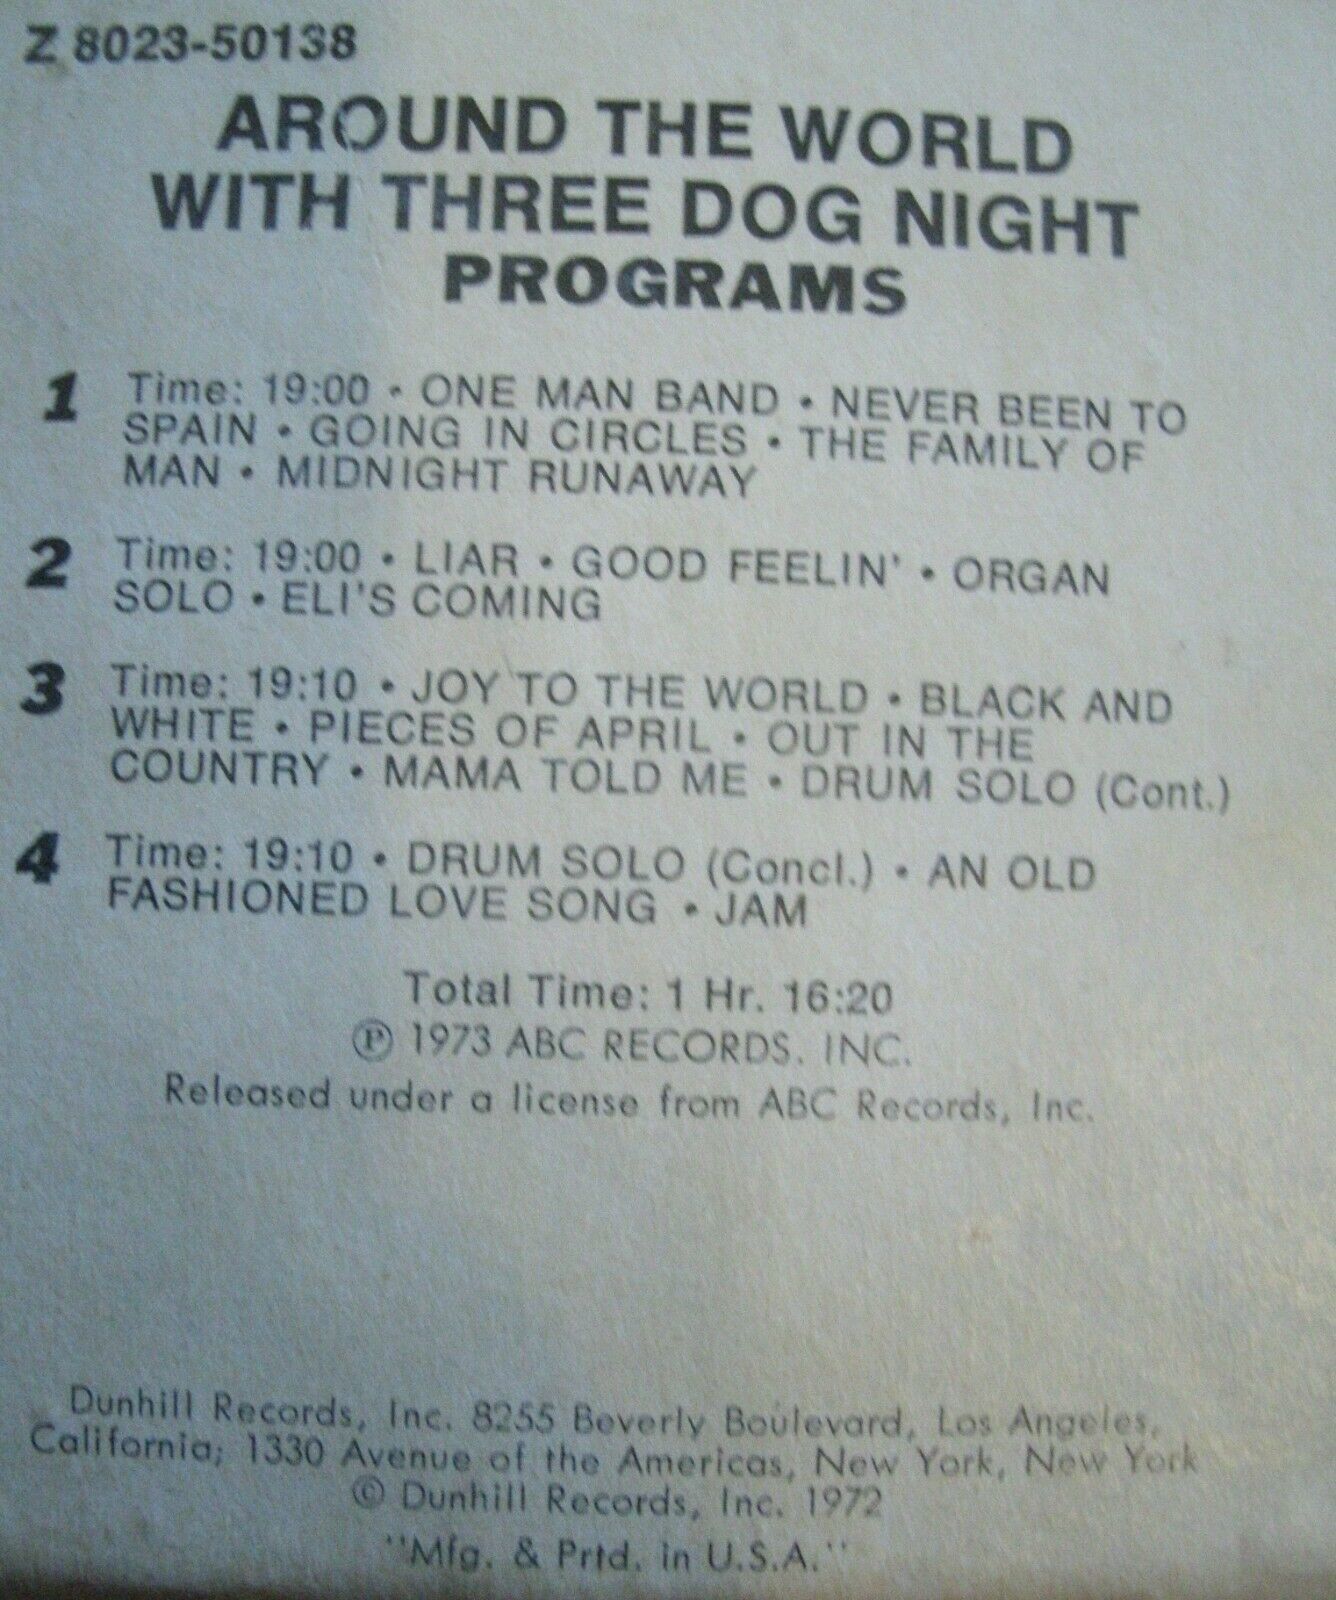 Z 8023-50138
AROUND THE WORLD
WITH THREE DOG NIGHT
PROGRAMS
1 Time: 19:00 • ONE MAN BAND • NEVER BEEN TO
SPAIN • GOING IN CIRCLES • THE FAMILY OF
MAN • MIDNIGHT RUNAWAY
2 Time: 19:00 • LIAR • GOOD FEELIN' • ORGAN
SOLO • ELI'S COMING
3 Time: 19:10 • JOY TO THE WORLD • BLACK AND
WHITE • PIECES OF APRIL • OUT IN THE
COUNTRY • MAMA TOLD ME • DRUM SOLO (Cont.)
4 Time: 19:10 • DRUM SOLO (Concl.) • AN OLD
FASHIONED LOVE SONG • JAM
Total Time: 1 Hr. 16:20
℗ 1973 ABC RECORDS. INC.
Released under a license from ABC Records, Inc.
Dunhill Records, Inc. 8255 Beverly Boulevard, Los Angeles,
California; 1330 Avenue of the Americas, New York, New York
© Dunhill Records, Inc. 1972
"Mfg. & Prtd. in U.S.A."